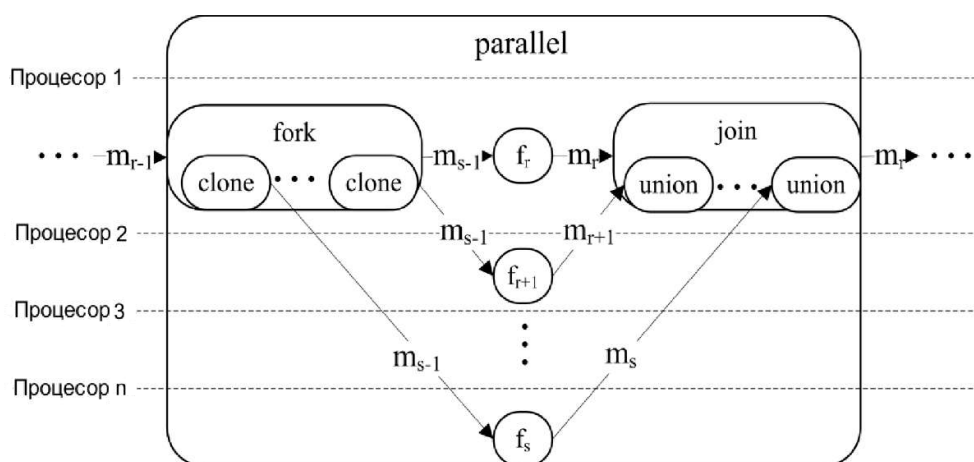 parallel
Процесор 1
fork
join
••• m_{r-1} m_{s-1} f_r m_r m_r •••
clone ••• clone union ••• union
Процесор 2
m_{s-1} m_{r+1}
f_{r+1}
Процесор 3
m_{s-1} m_s
Процесор n
f_s